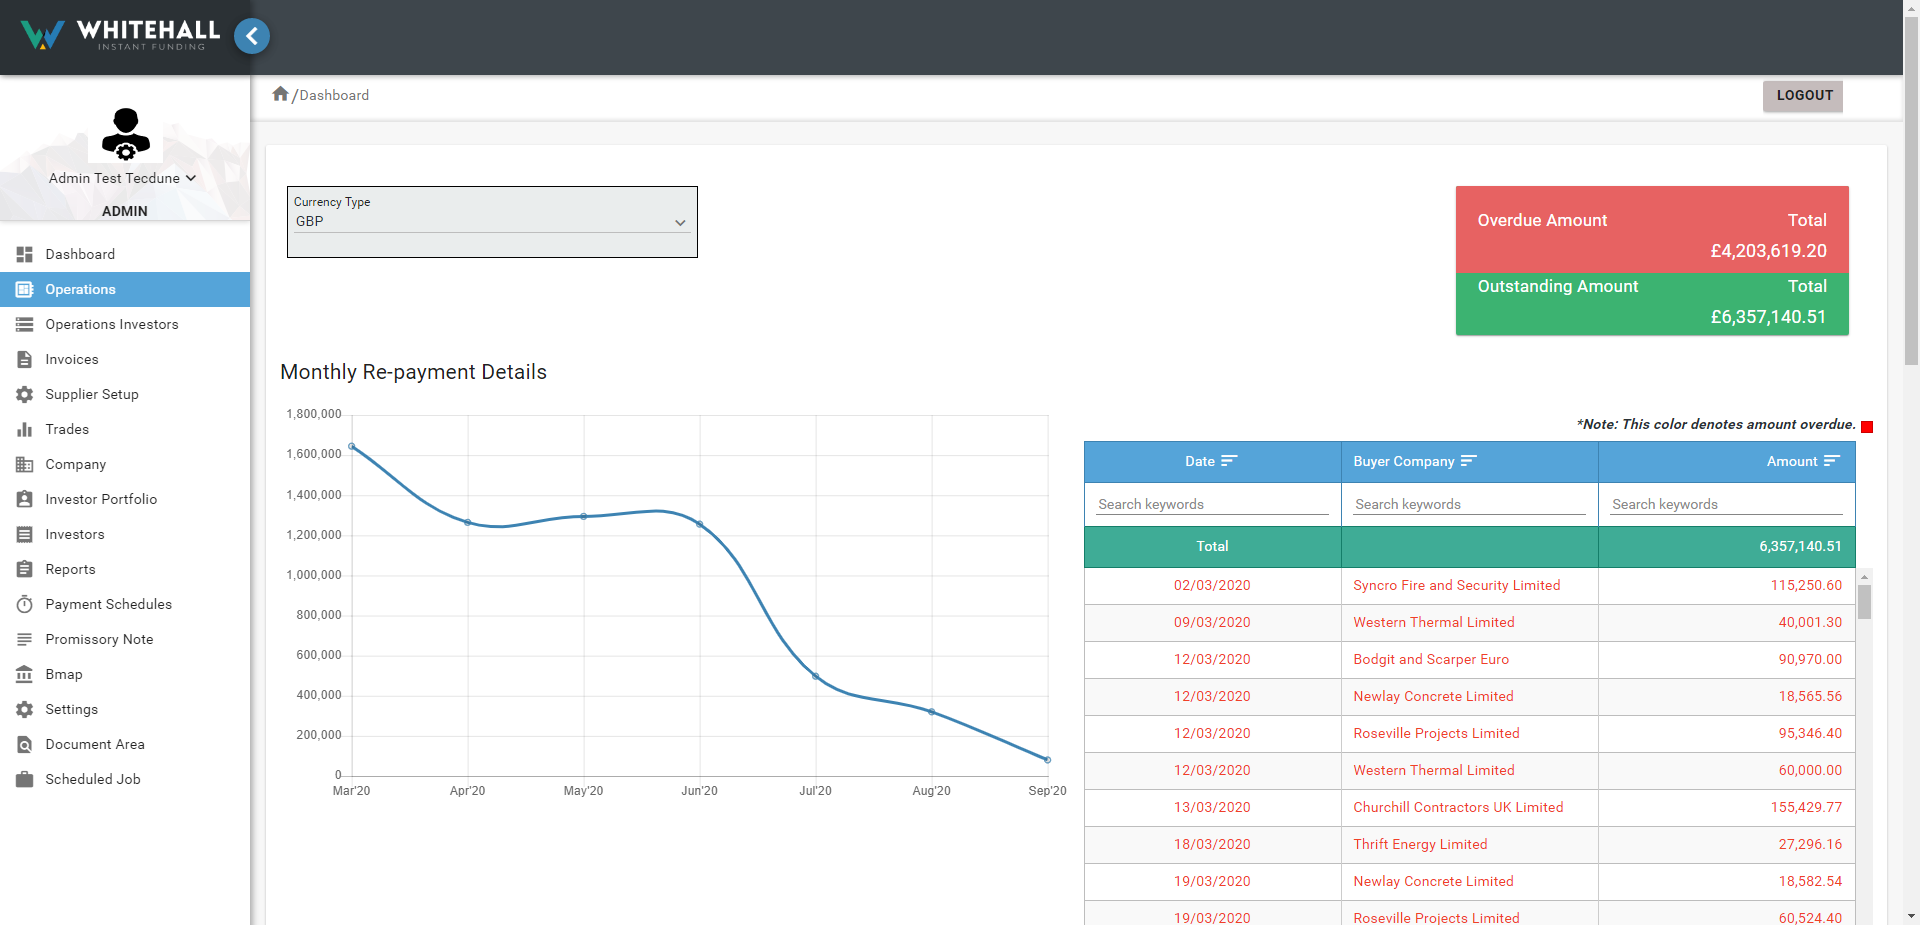 WHITEHALL
INSTANT FUNDING
/Dashboard
LOGOUT
Admin Test Tecdune
ADMIN
Dashboard
Operations
Operations Investors
Invoices
Supplier Setup
Trades
Company
Investor Portfolio
Investors
Reports
Payment Schedules
Promissory Note
Bmap
Settings
Document Area
Scheduled Job
Currency Type
GBP
Overdue Amount Total
£4,203,619.20
Outstanding Amount Total
£6,357,140.51
Monthly Re-payment Details
1,800,000
1,600,000
1,400,000
1,200,000
1,000,000
800,000
600,000
400,000
200,000
0
Mar'20 Apr'20 May'20 Jun'20 Jul'20 Aug'20 Sep'20
*Note: This color denotes amount overdue.
Date Buyer Company Amount
Search keywords Search keywords Search keywords
Total 6,357,140.51
02/03/2020 Syncro Fire and Security Limited 115,250.60
09/03/2020 Western Thermal Limited 40,001.30
12/03/2020 Bodgit and Scarper Euro 90,970.00
12/03/2020 Newlay Concrete Limited 18,565.56
12/03/2020 Roseville Projects Limited 95,346.40
12/03/2020 Western Thermal Limited 60,000.00
13/03/2020 Churchill Contractors UK Limited 155,429.77
18/03/2020 Thrift Energy Limited 27,296.16
19/03/2020 Newlay Concrete Limited 18,582.54
19/03/2020 Roseville Projects Limited 60,524.40